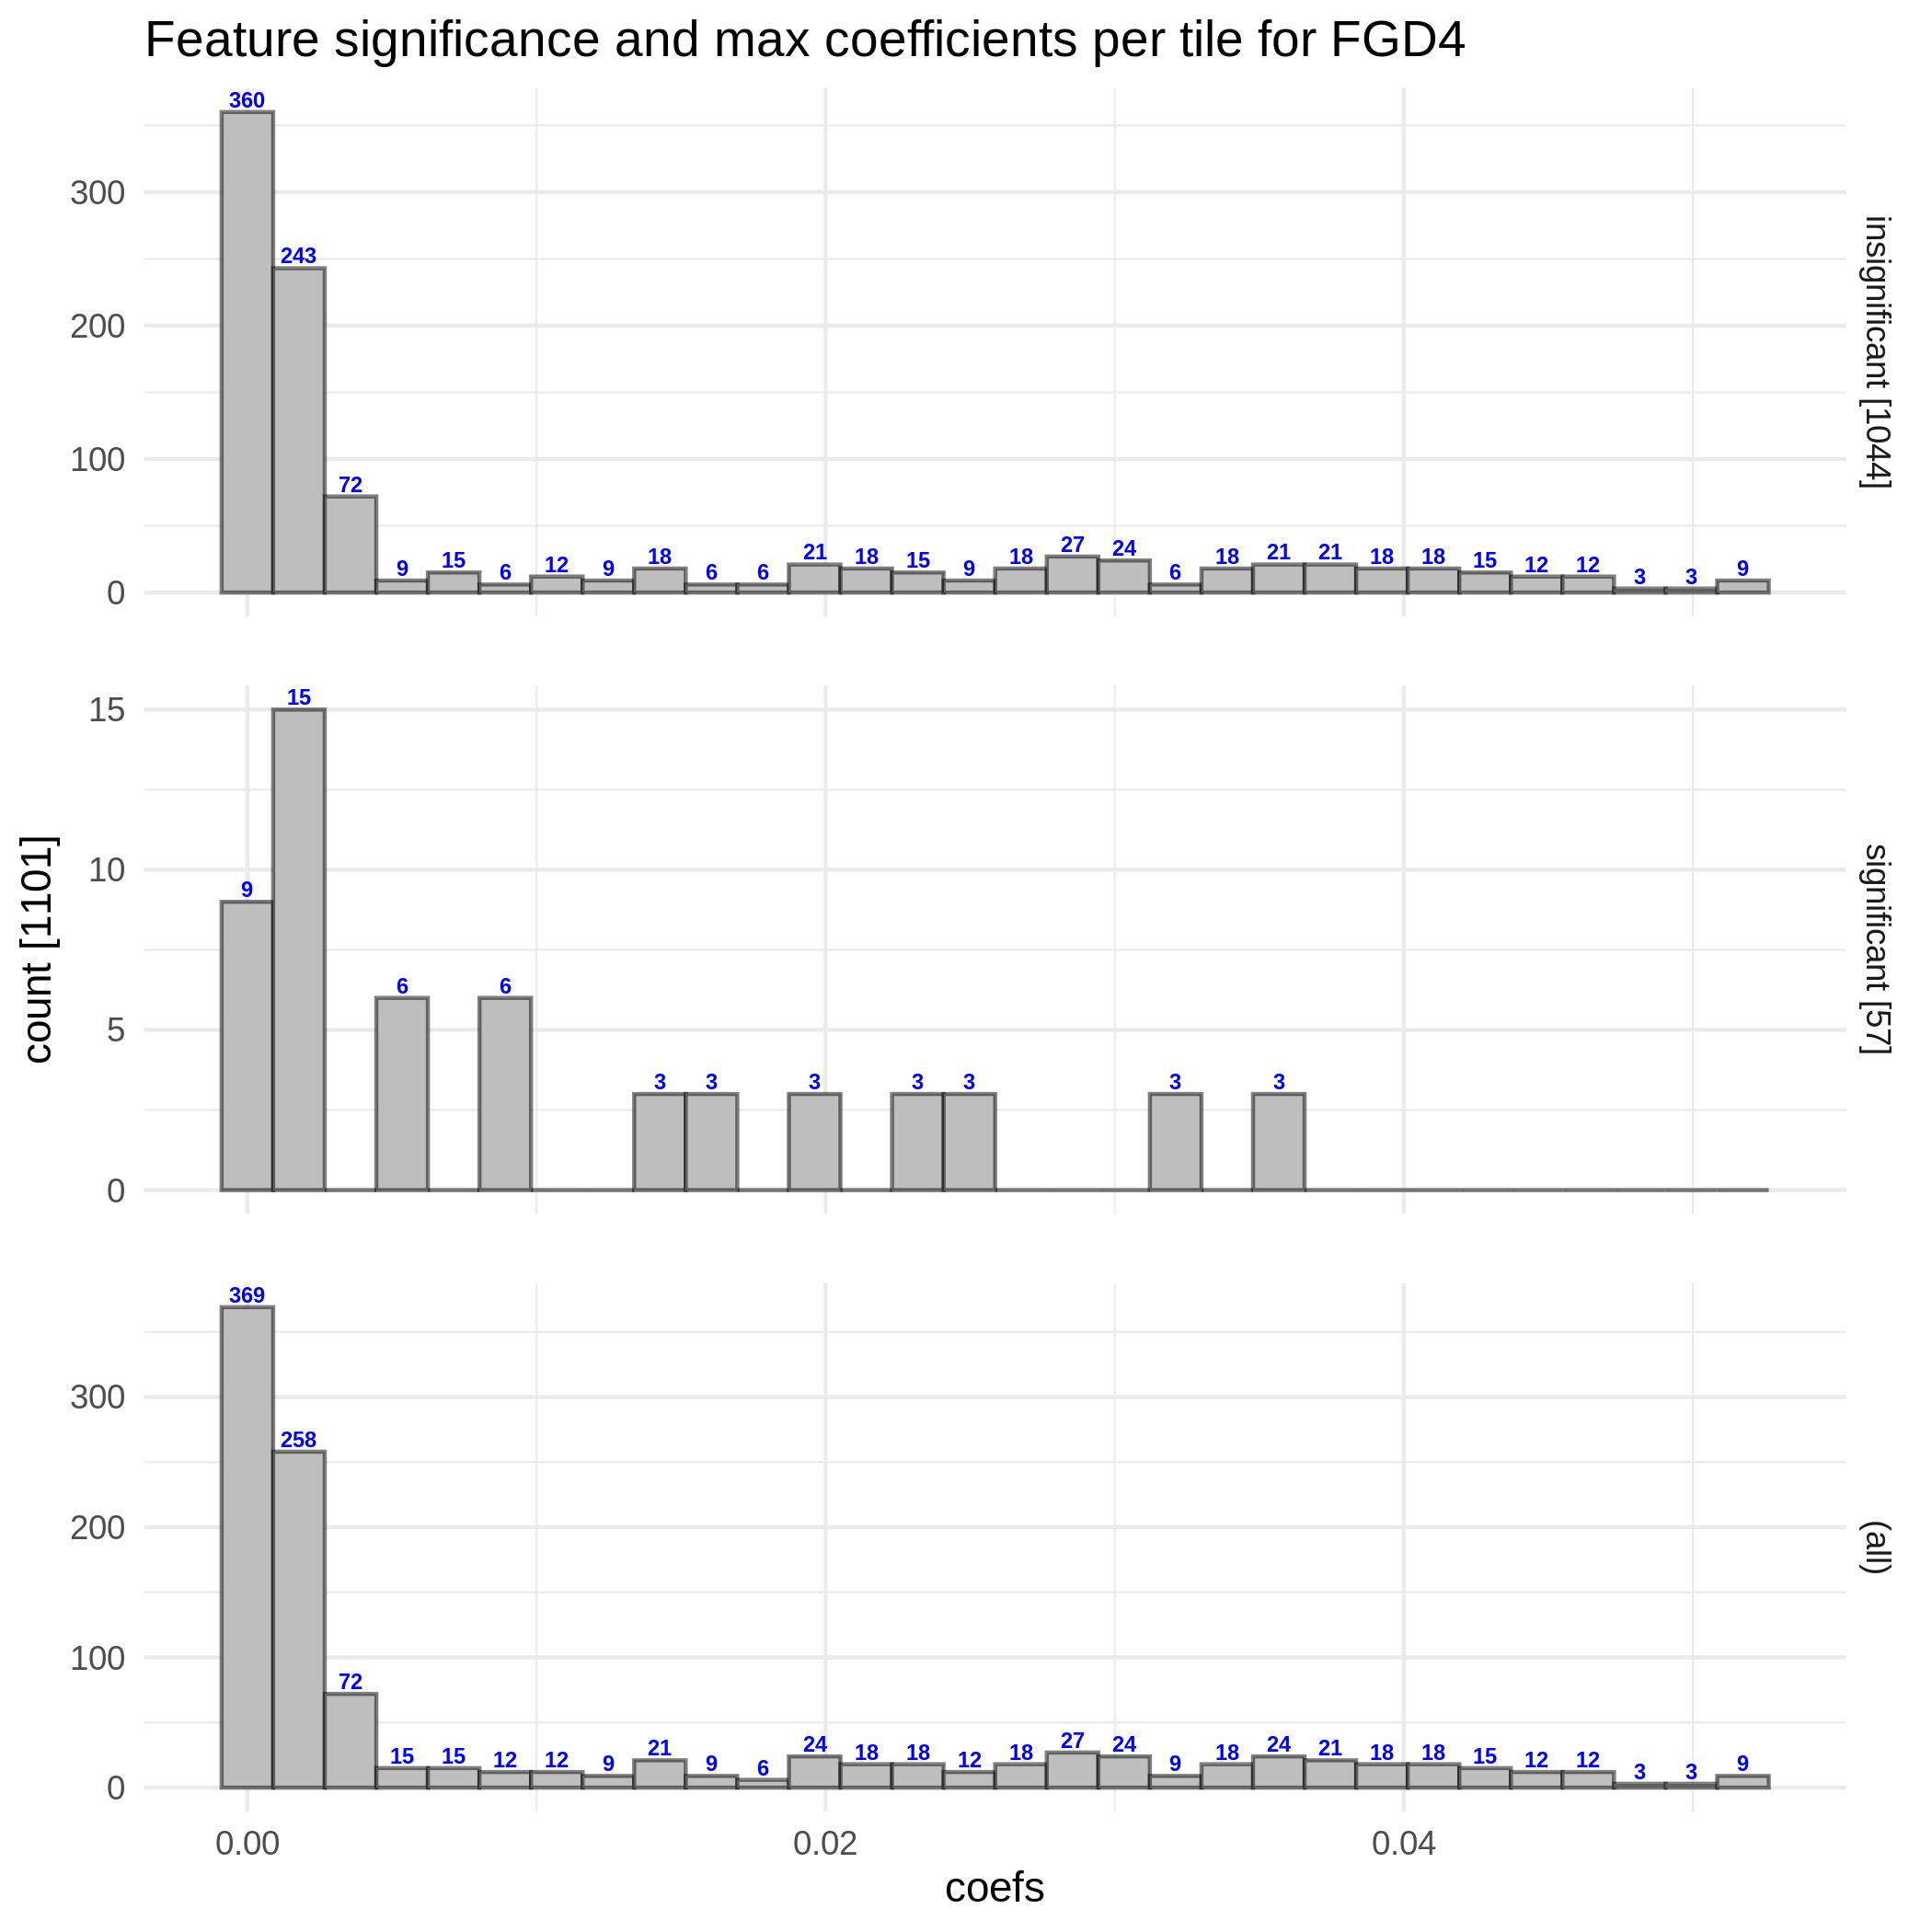 Feature significance and max coefficients per tile for FGD4
360
243
72
9 15 6 12 9 18 6 6 21 18 15 9 18 27 24 6 18 21 21 18 18 15 12 12 3 3 9
300
200
100
0
insignificant [1044]
15
9
6 6
3 3 3 3 3 3 3
15
10
5
0
count [1101]
significant [57]
369
258
72
15 15 12 12 9 21 9 6 24 18 18 12 18 27 24 9 18 24 21 18 18 15 12 12 3 3 9
300
200
100
0
(all)
0.00 0.02 0.04
coefs